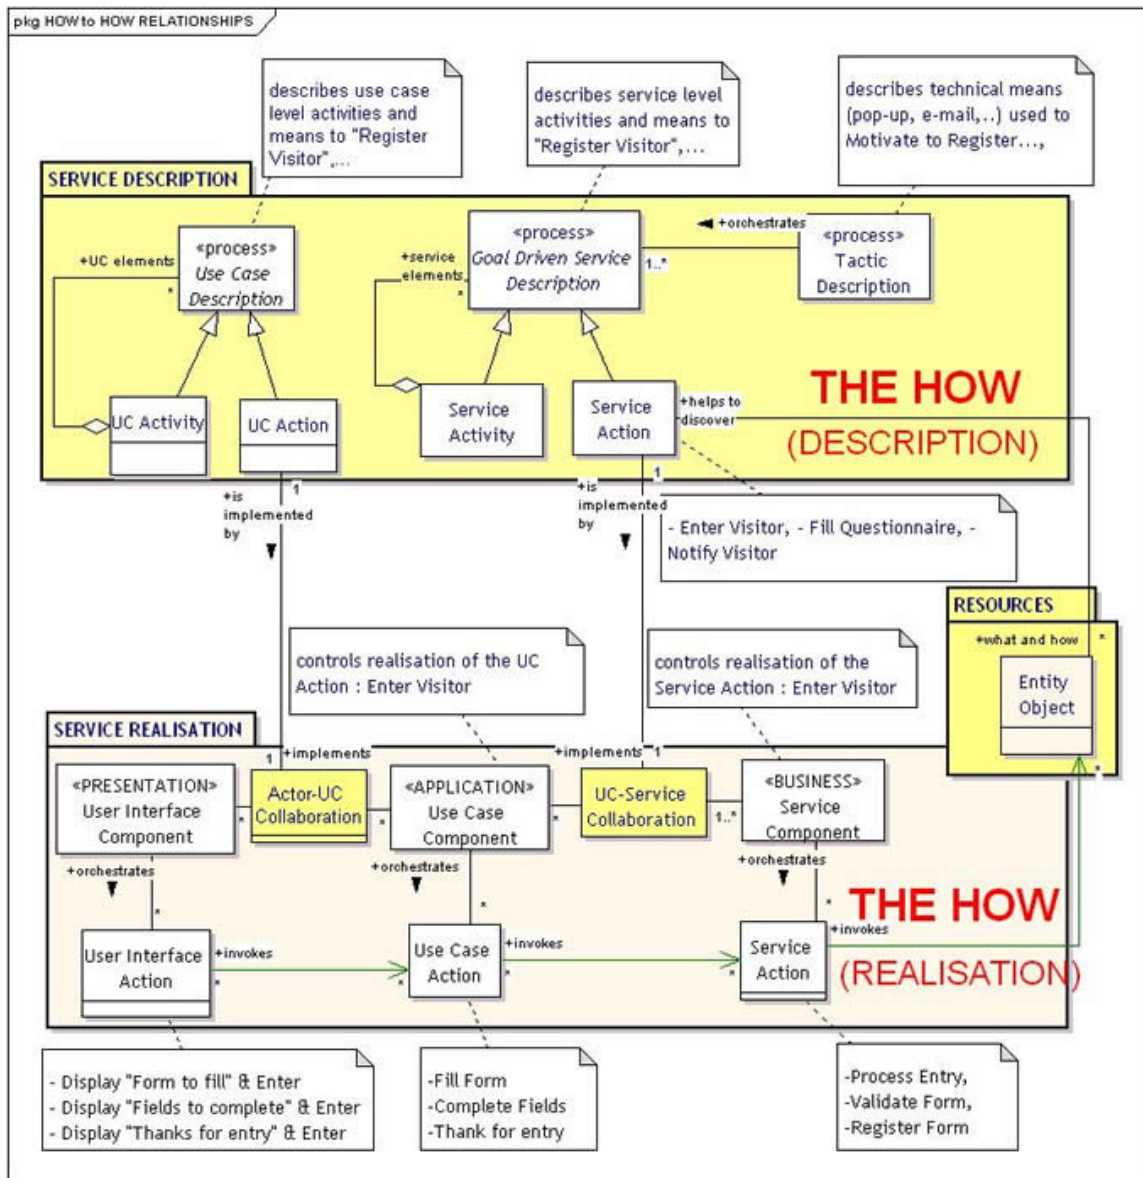 pkg HOW to HOW RELATIONSHIPS
describes use case
level activities and
means to "Register
Visitor",...
describes service level
activities and means to
"Register Visitor",...
describes technical means
(pop-up, e-mail,..) used to
Motivate to Register...,
SERVICE DESCRIPTION
«process»
Use Case
Description
+UC elements
*
«process»
Goal Driven Service
Description
+service
elements
*
+orchestrates
1..*
«process»
Tactic
Description
UC Activity
UC Action
Service
Activity
Service
Action
+helps to
discover
THE HOW
(DESCRIPTION)
1
+is
implemented
by
1
+is
implemented
by
- Enter Visitor, - Fill Questionnaire, -
Notify Visitor
RESOURCES
+what and how
*
Entity
Object
*
controls realisation of the UC
Action : Enter Visitor
controls realisation of the
Service Action : Enter Visitor
SERVICE REALISATION
1
+implements
+implements
1
«PRESENTATION»
User Interface
Component
*
Actor-UC
Collaboration
*
«APPLICATION»
Use Case
Component
*
UC-Service
Collaboration
1..*
«BUSINESS»
Service
Component
+orchestrates
*
+orchestrates
*
+orchestrates
*
THE HOW
(REALISATION)
User Interface
Action
+invokes
*
*
Use Case
Action
+invokes
*
*
Service
Action
+invokes
*
- Display "Form to fill" & Enter
- Display "Fields to complete" & Enter
- Display "Thanks for entry" & Enter
-Fill Form
-Complete Fields
-Thank for entry
-Process Entry,
-Validate Form,
-Register Form